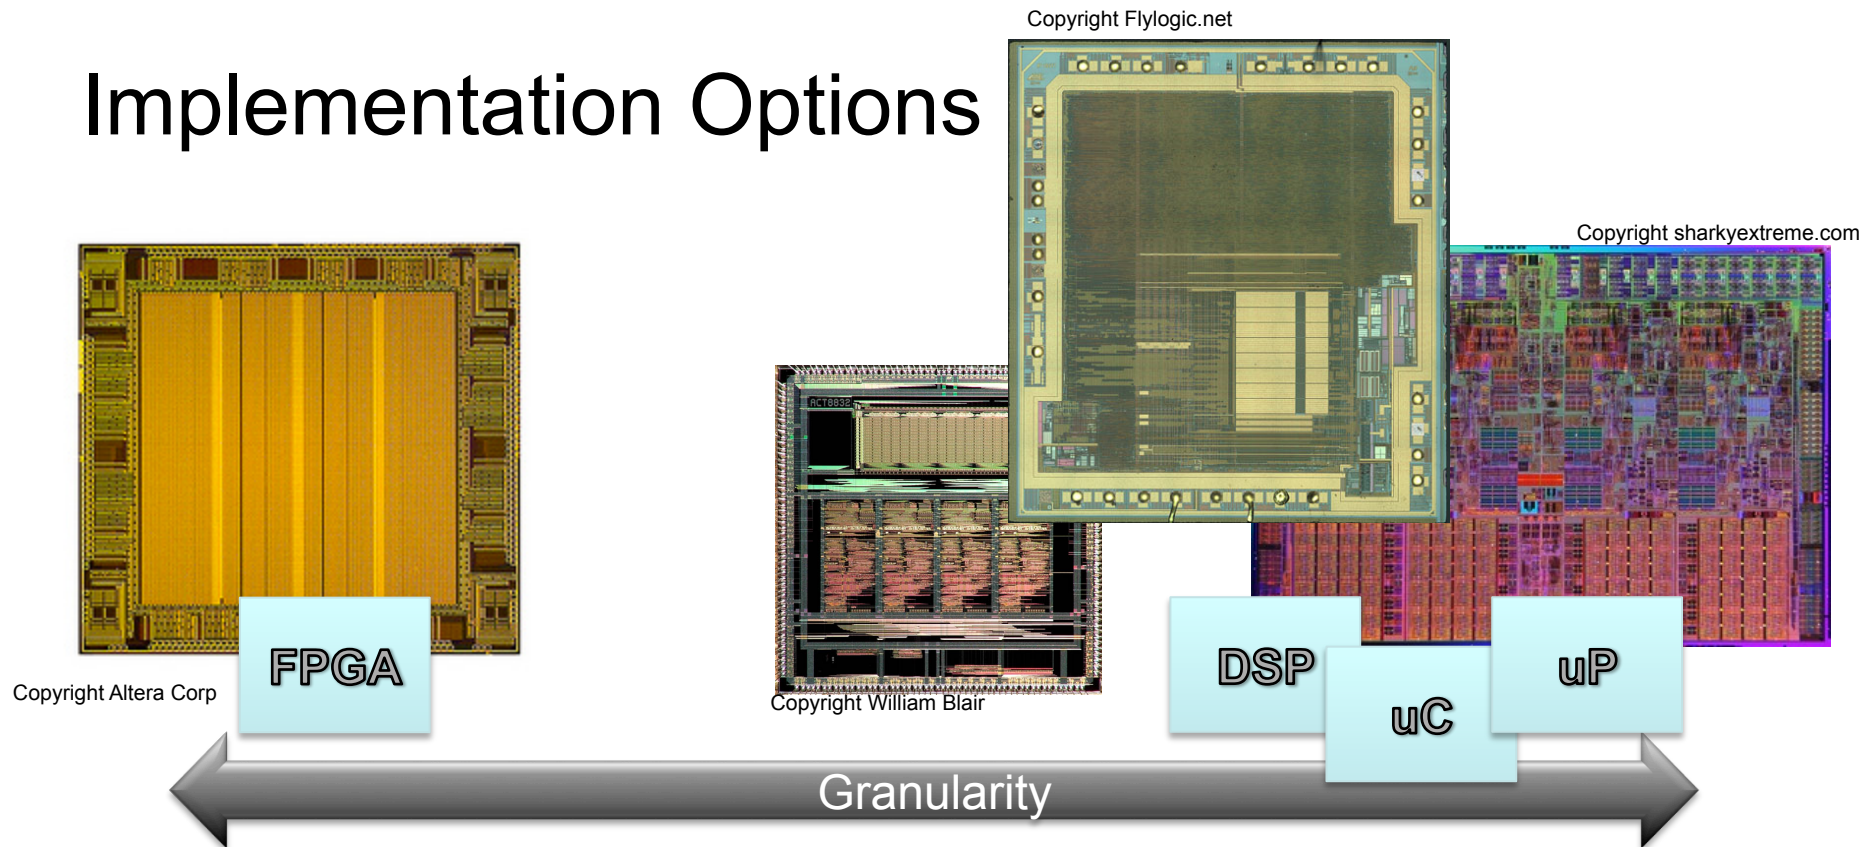 Copyright Flylogic.net
Implementation Options
Copyright sharkyextreme.com
ACT8832
FPGA
DSP
uP
Copyright Altera Corp
Copyright William Blair
uC
Granularity